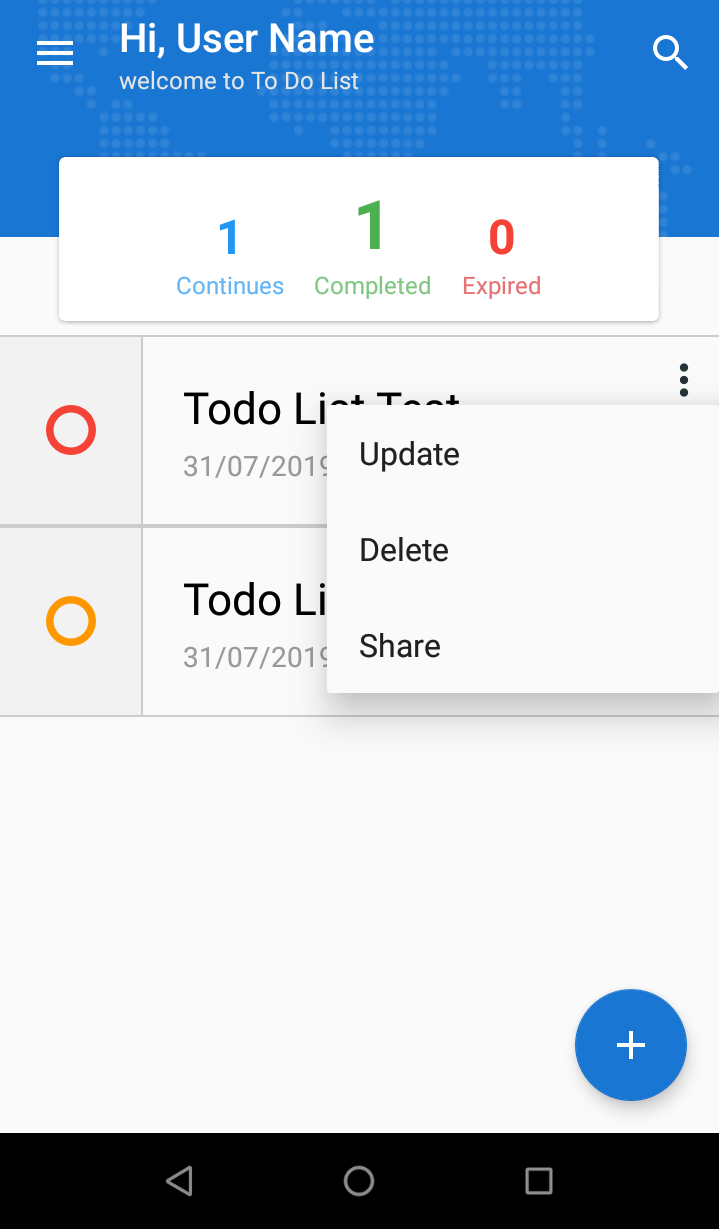 Hi, User Name
welcome to To Do List
1 1 0
Continues Completed Expired
Todo List Test
31/07/2019
Update
Delete
Todo Li
31/07/2019
Share